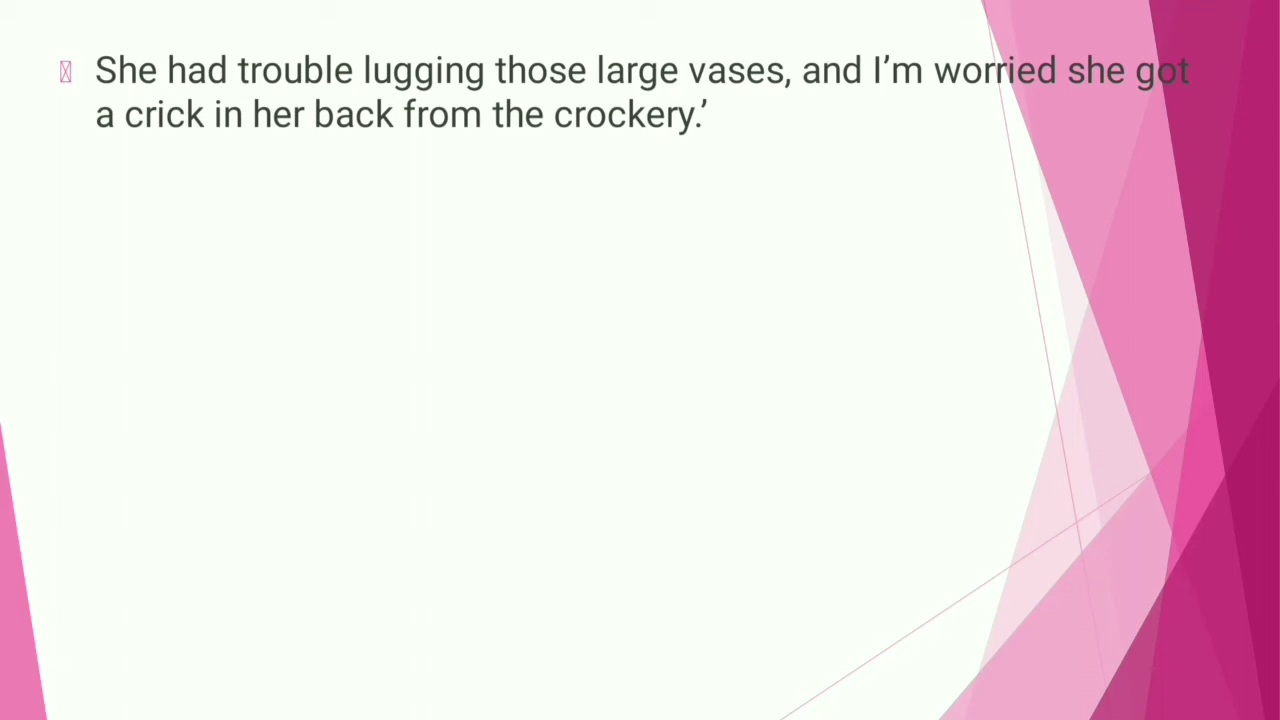 She had trouble lugging those large vases, and I’m worried she got
a crick in her back from the crockery.’